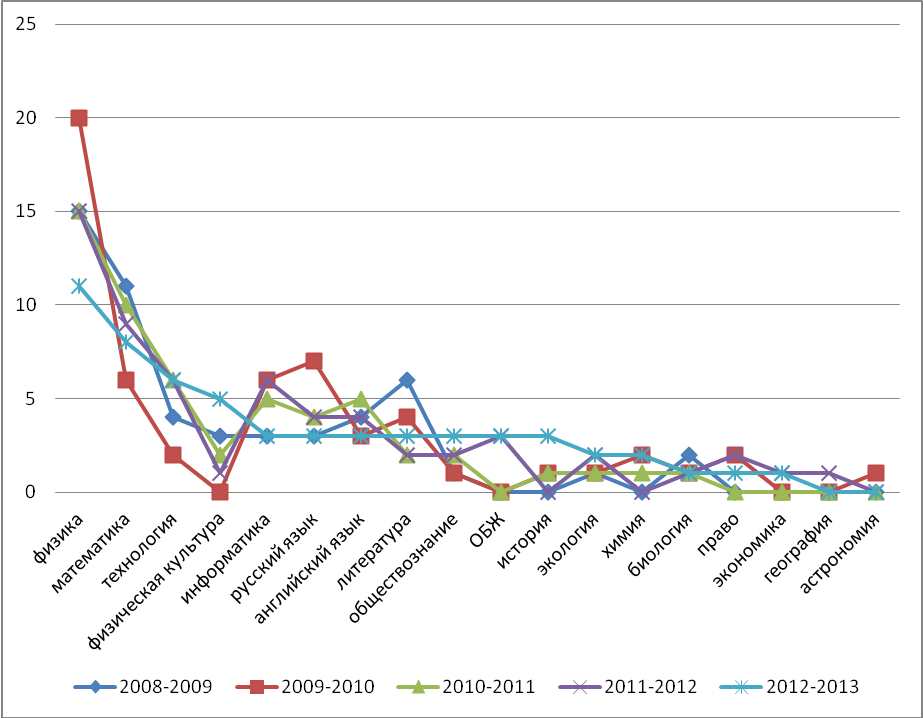 25
20
15
10
5
0
физика
математика
технология
физическая культура
информатика
русский язык
английский язык
литература
обществознание
ОБЖ
история
экология
химия
биология
право
экономика
география
астрономия
2008-2009 2009-2010 2010-2011 2011-2012 2012-2013